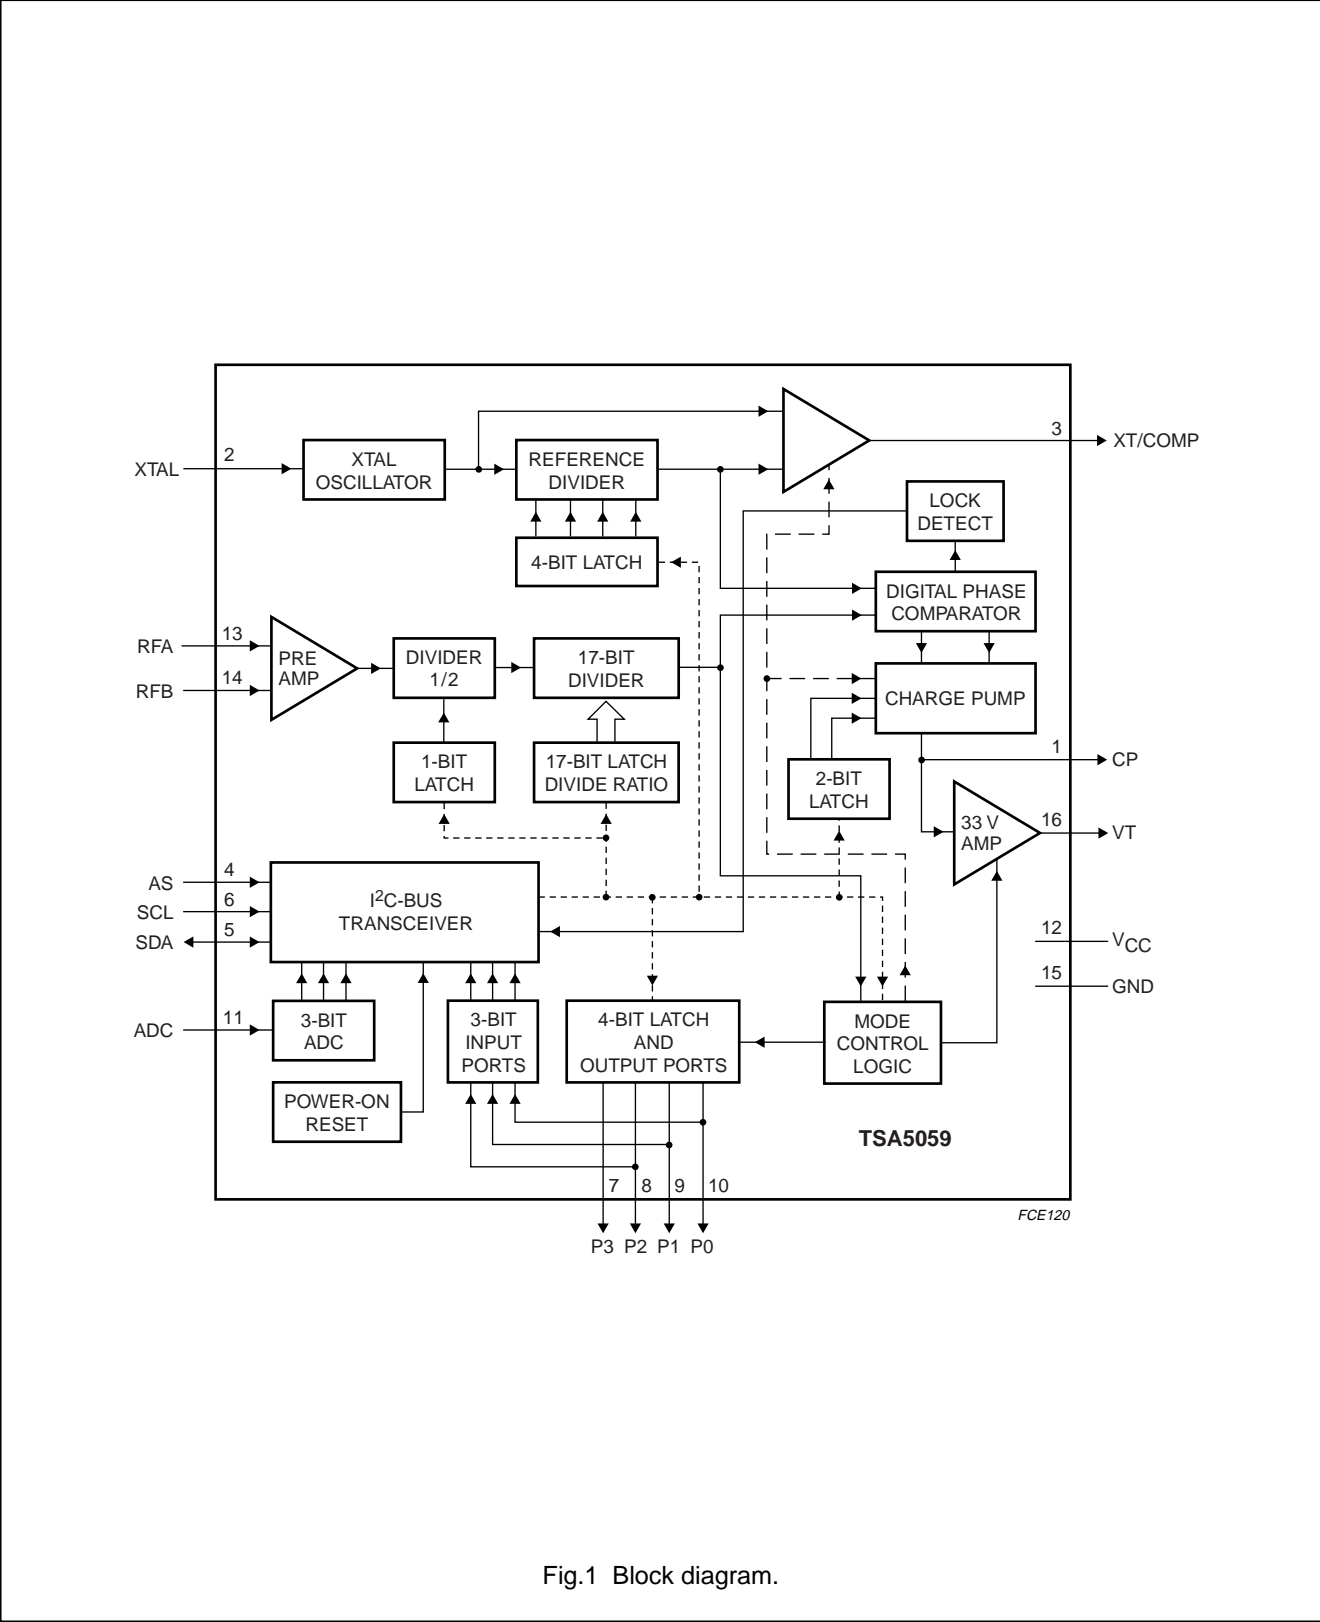 3
XT/COMP
2
XTAL
XTAL
OSCILLATOR
REFERENCE
DIVIDER
LOCK
DETECT
4-BIT LATCH
DIGITAL PHASE
COMPARATOR
13
RFA
14
RFB
PRE
AMP
DIVIDER
1/2
17-BIT
DIVIDER
CHARGE PUMP
1
CP
1-BIT
LATCH
17-BIT LATCH
DIVIDE RATIO
2-BIT
LATCH
33 V
AMP
16
VT
4
AS
6
SCL
5
SDA
I2C-BUS
TRANSCEIVER
12
VCC
15
GND
11
ADC
3-BIT
ADC
3-BIT
INPUT
PORTS
4-BIT LATCH
AND
OUTPUT PORTS
MODE
CONTROL
LOGIC
POWER-ON
RESET
TSA5059
7 8 9 10
FCE120
P3 P2 P1 P0
Fig.1 Block diagram.